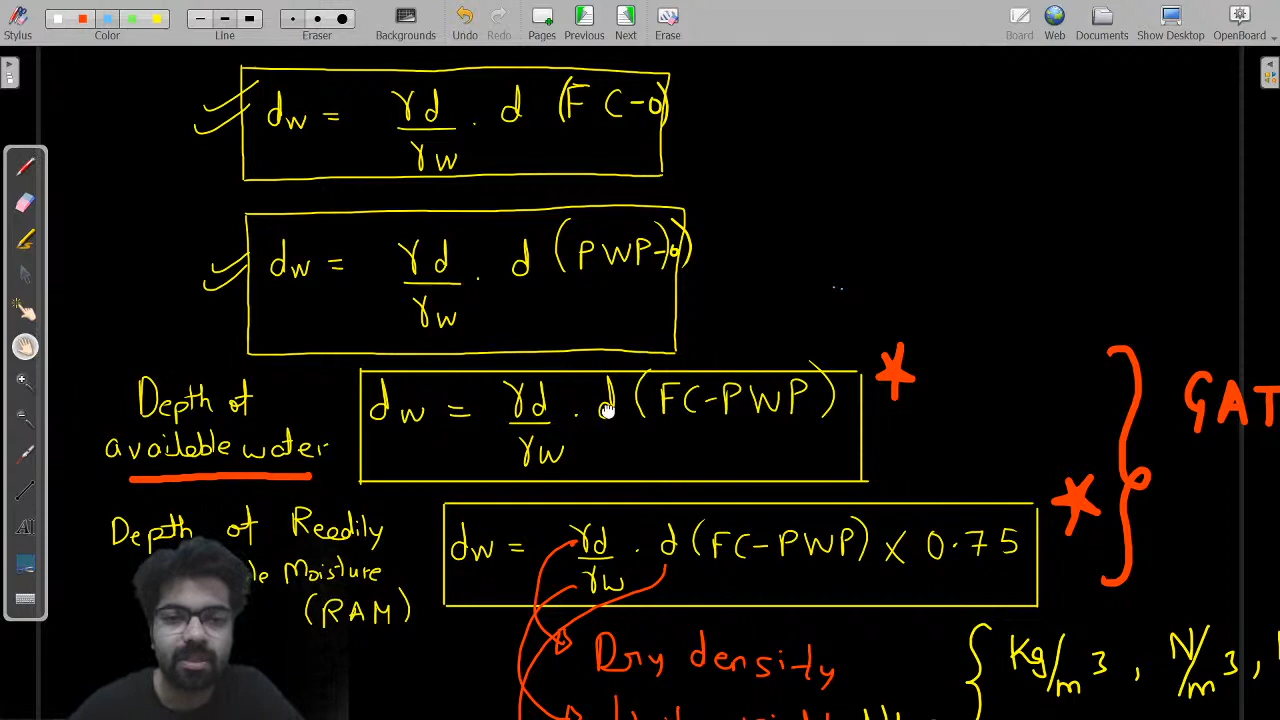 Stylus Color Line Eraser Backgrounds Undo Pages Previous Next Erase Board Web Documents Show Desktop OpenBoard
dw = γd/γw . d (FC-0)
dw = γd/γw . d (PWP-0)
Depth of
available water
dw = γd/γw . d (FC-PWP)
GAT
Depth of Readily
Moisture
(RAM)
dw = γd/γw . d (FC-PWP) X 0.75
Dry density
Kg/m3, N/m3,